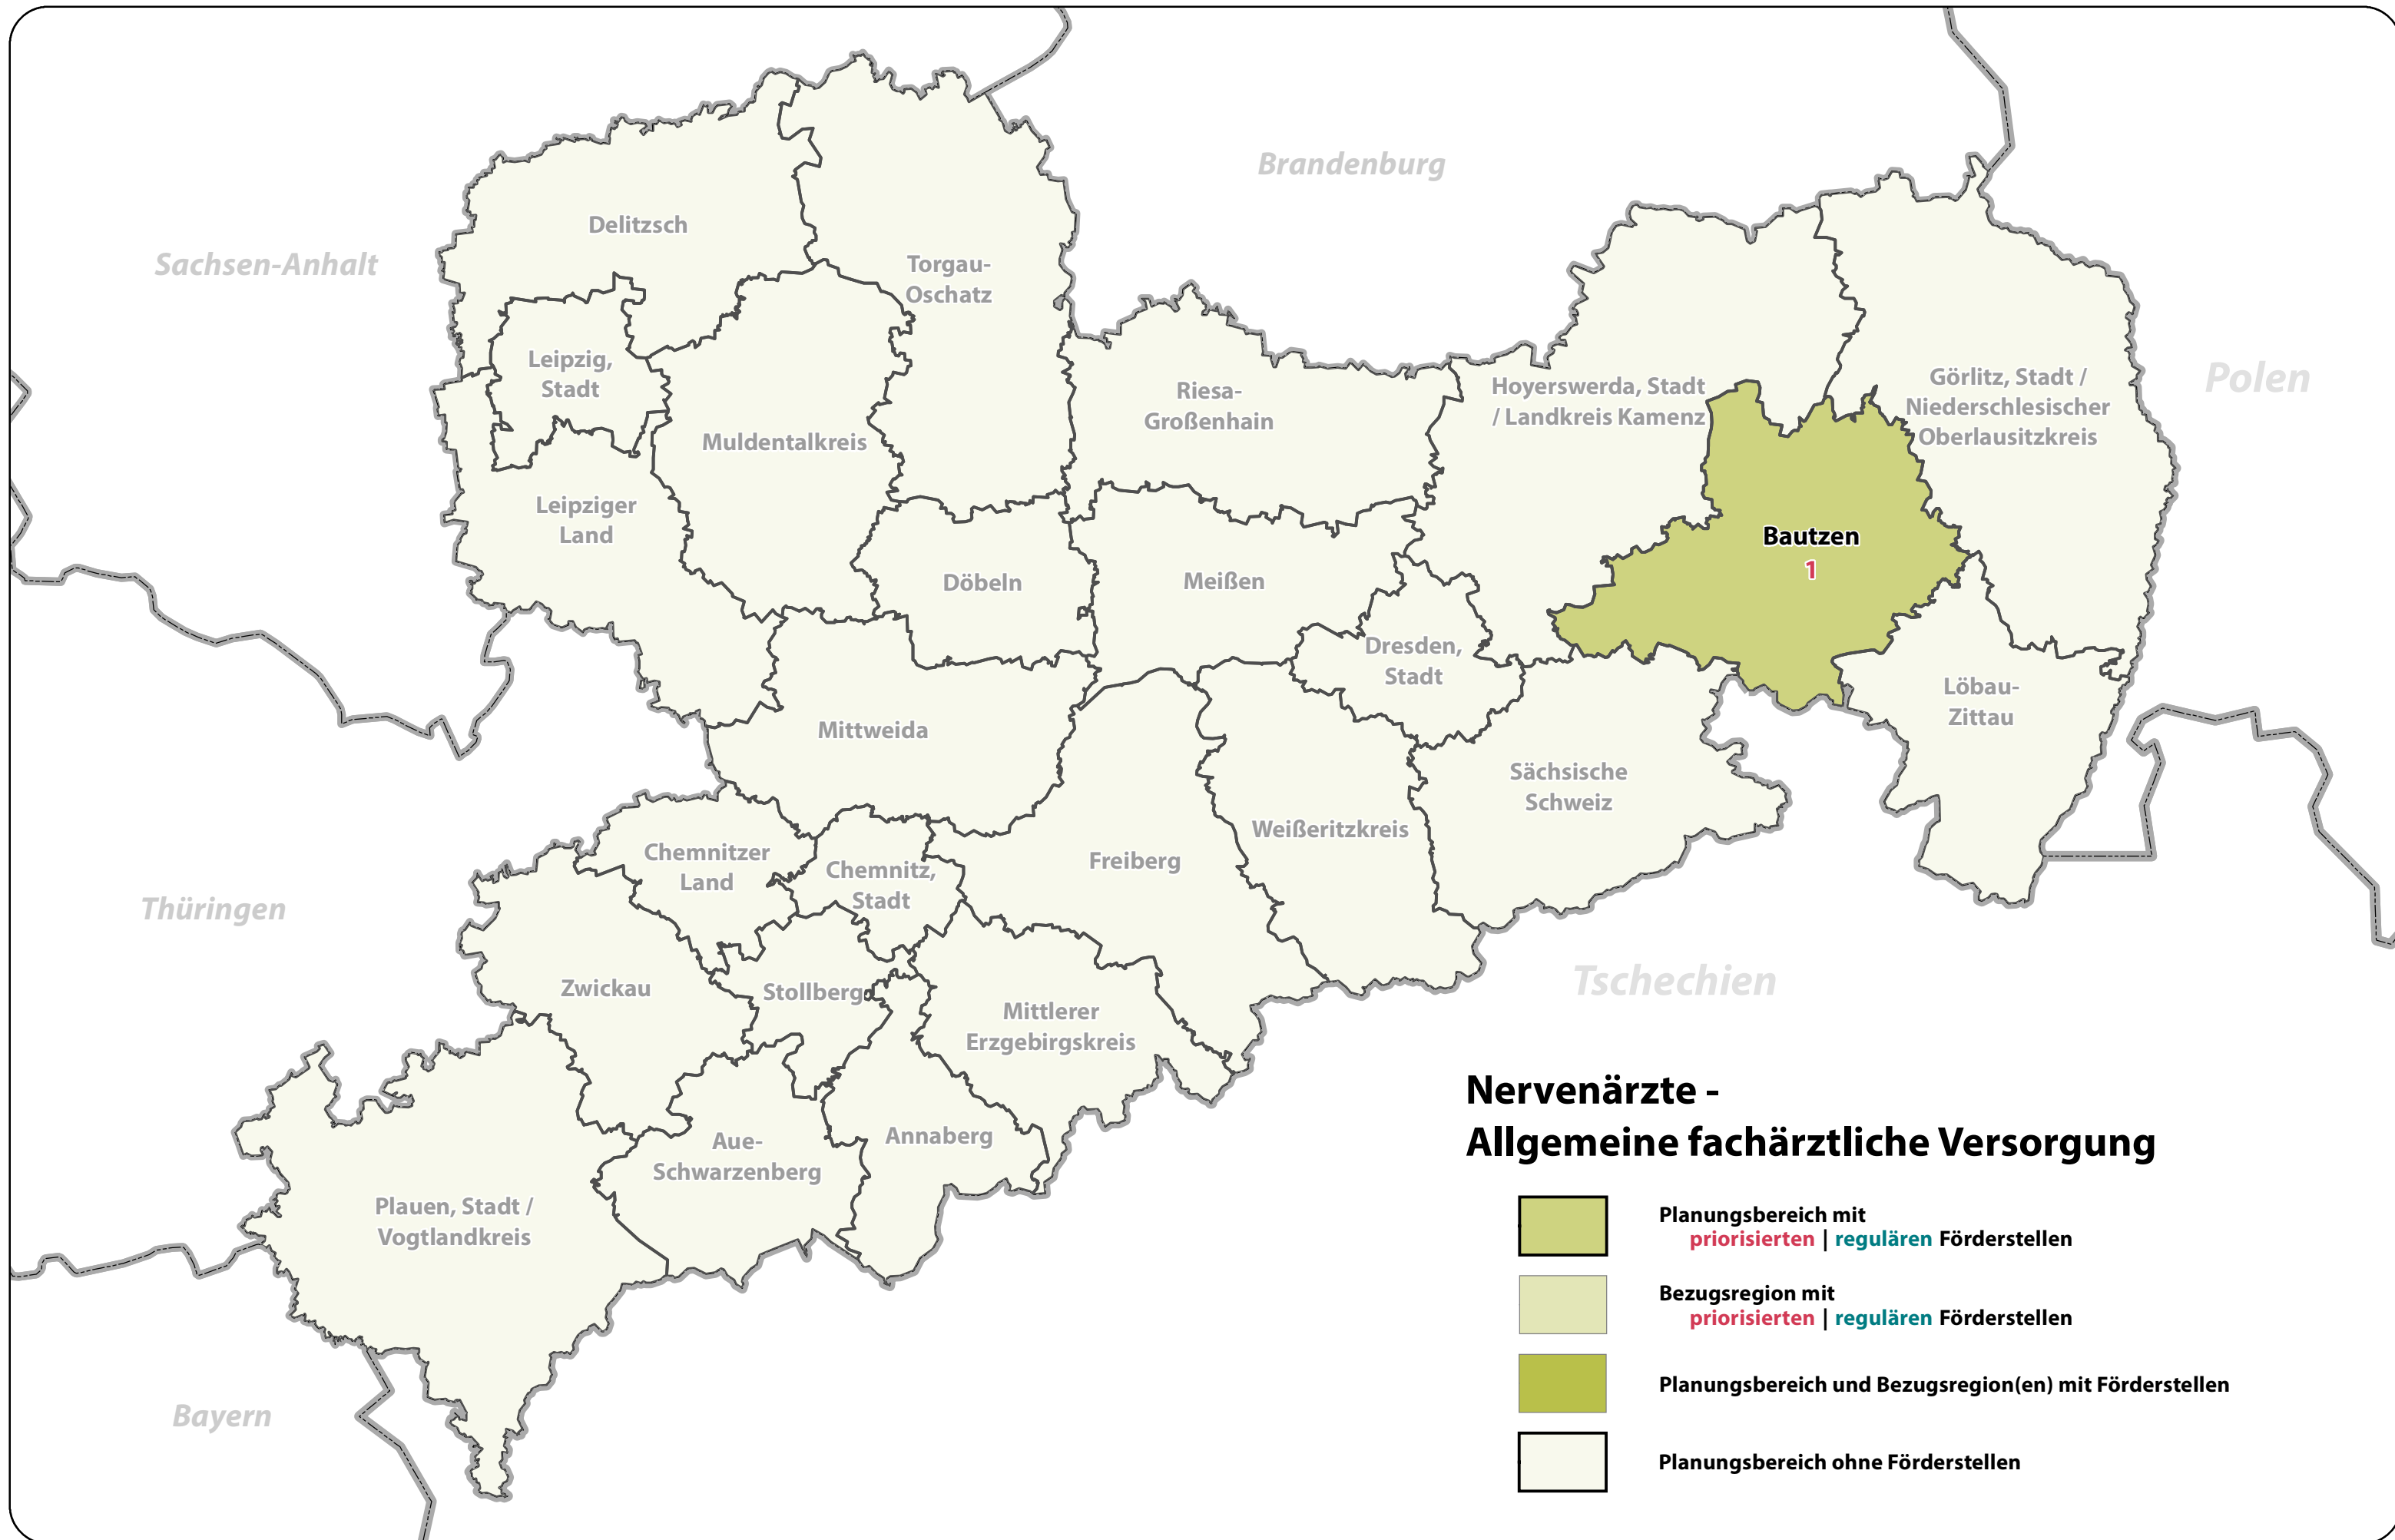 Brandenburg
Sachsen-Anhalt
Delitzsch
Torgau-
Oschatz
Leipzig,
Stadt
Riesa-
Großenhain
Hoyerswerda, Stadt
/ Landkreis Kamenz
Görlitz, Stadt /
Niederschlesischer
Oberlausitzkreis
Polen
Muldentalkreis
Leipziger
Land
Bautzen
1
Döbeln
Meißen
Dresden,
Stadt
Löbau-
Zittau
Mittweida
Sächsische
Schweiz
Weißeritzkreis
Chemnitzer
Land
Chemnitz,
Stadt
Freiberg
Thüringen
Zwickau
Stollberg
Mittlerer
Erzgebirgskreis
Tschechien
Aue-
Schwarzenberg
Annaberg
Plauen, Stadt /
Vogtlandkreis
Bayern
Nervenärzte -
Allgemeine fachärztliche Versorgung
Planungsbereich mit
priorisierten | regulären Förderstellen
Bezugsregion mit
priorisierten | regulären Förderstellen
Planungsbereich und Bezugsregion(en) mit Förderstellen
Planungsbereich ohne Förderstellen